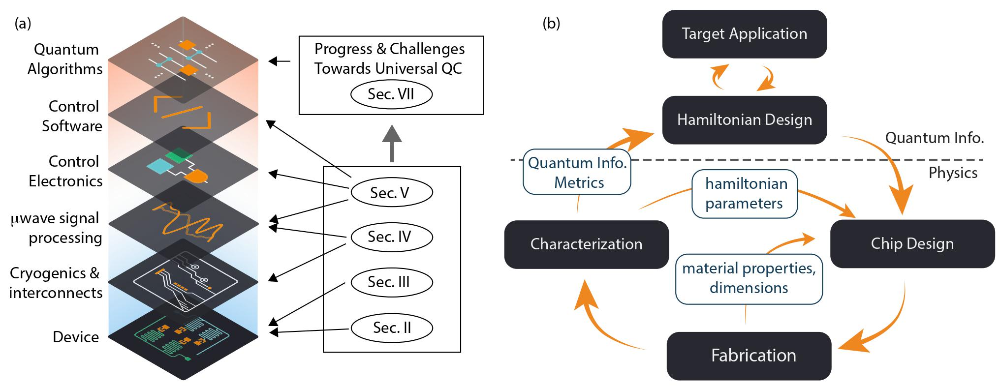 (a)
Quantum
Algorithms
Control
Software
Control
Electronics
μwave signal
processing
Cryogenics &
interconnects
Device
Progress & Challenges
Towards Universal QC
Sec. VII
Sec. V
Sec. IV
Sec. III
Sec. II
(b)
Target Application
Hamiltonian Design
Quantum Info.
Physics
Quantum Info.
Metrics
hamiltonian
parameters
Characterization
Chip Design
material properties,
dimensions
Fabrication